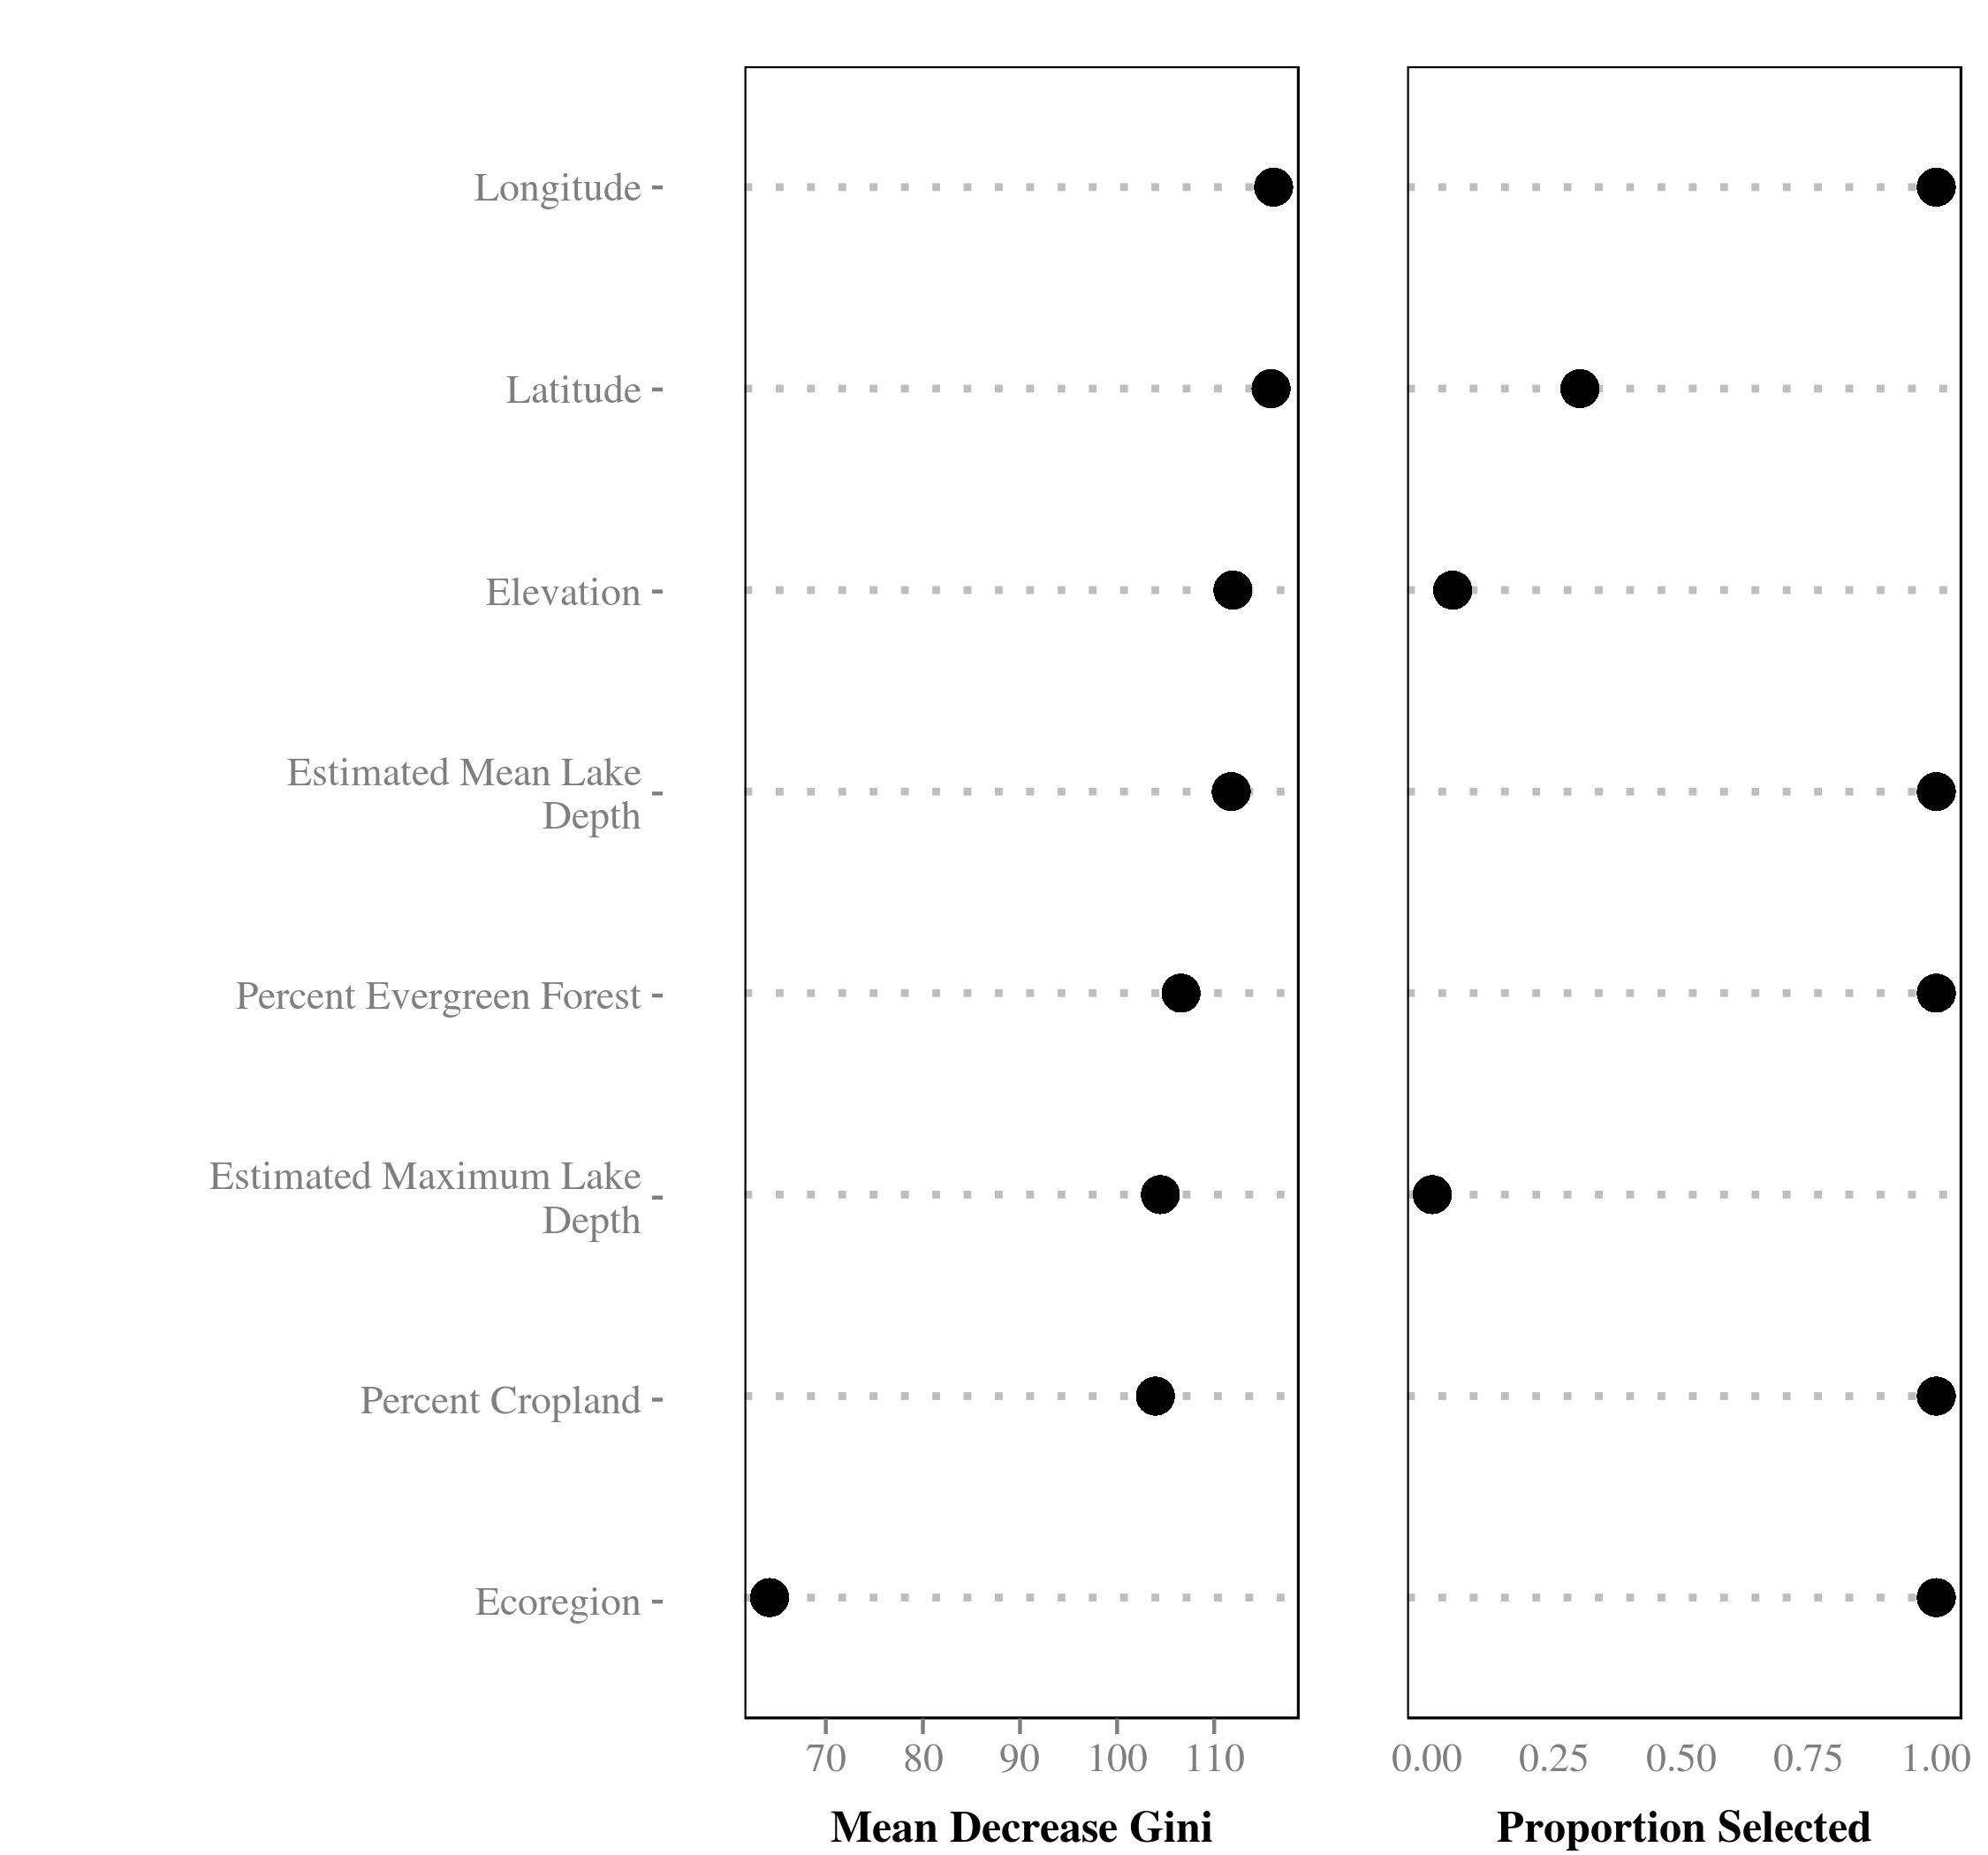 Longitude
Latitude
Elevation
Estimated Mean Lake
Depth
Percent Evergreen Forest
Estimated Maximum Lake
Depth
Percent Cropland
Ecoregion
70 80 90 100 110
0.00 0.25 0.50 0.75 1.00
Mean Decrease Gini
Proportion Selected